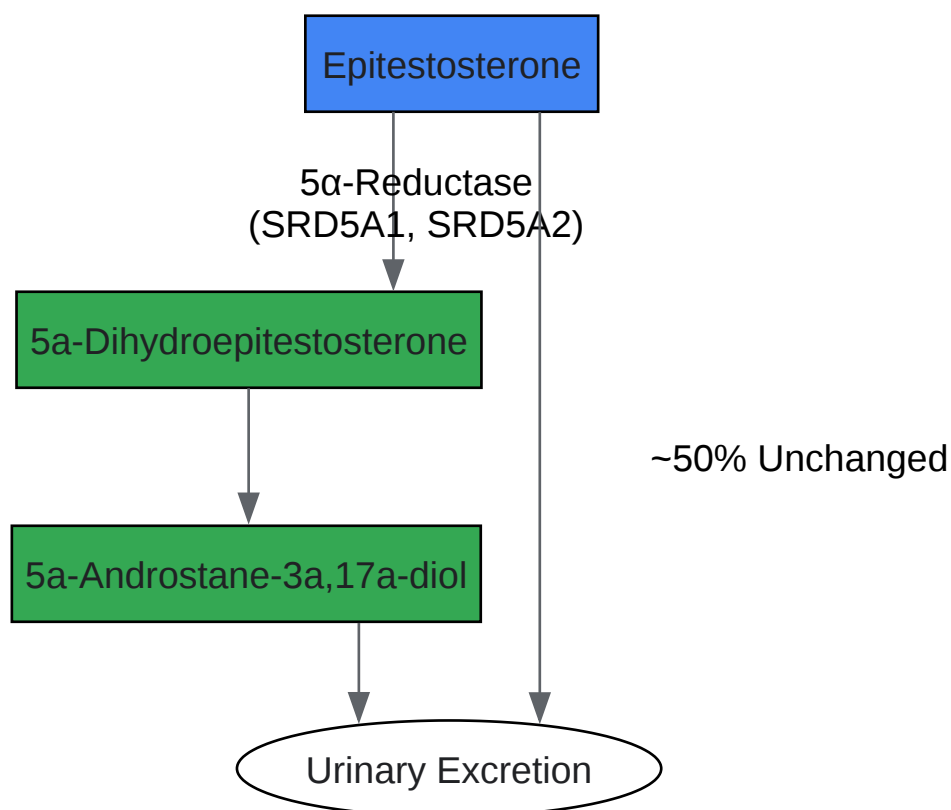 Epitestosterone
5α-Reductase
(SRD5A1, SRD5A2)
5a-Dihydroepitestosterone
~50% Unchanged
5a-Androstane-3a,17a-diol
Urinary Excretion